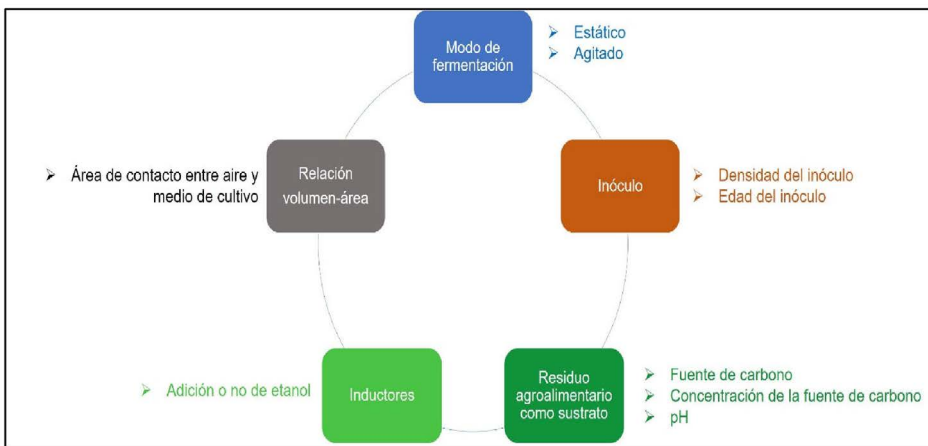 Modo de
fermentación
➢ Estático
➢ Agitado
➢ Área de contacto entre aire y
medio de cultivo
Relación
volumen-área
Inóculo
➢ Densidad del inóculo
➢ Edad del inóculo
➢ Adición o no de etanol
Inductores
Residuo
agroalimentario
como sustrato
➢ Fuente de carbono
➢ Concentración de la fuente de carbono
➢ pH